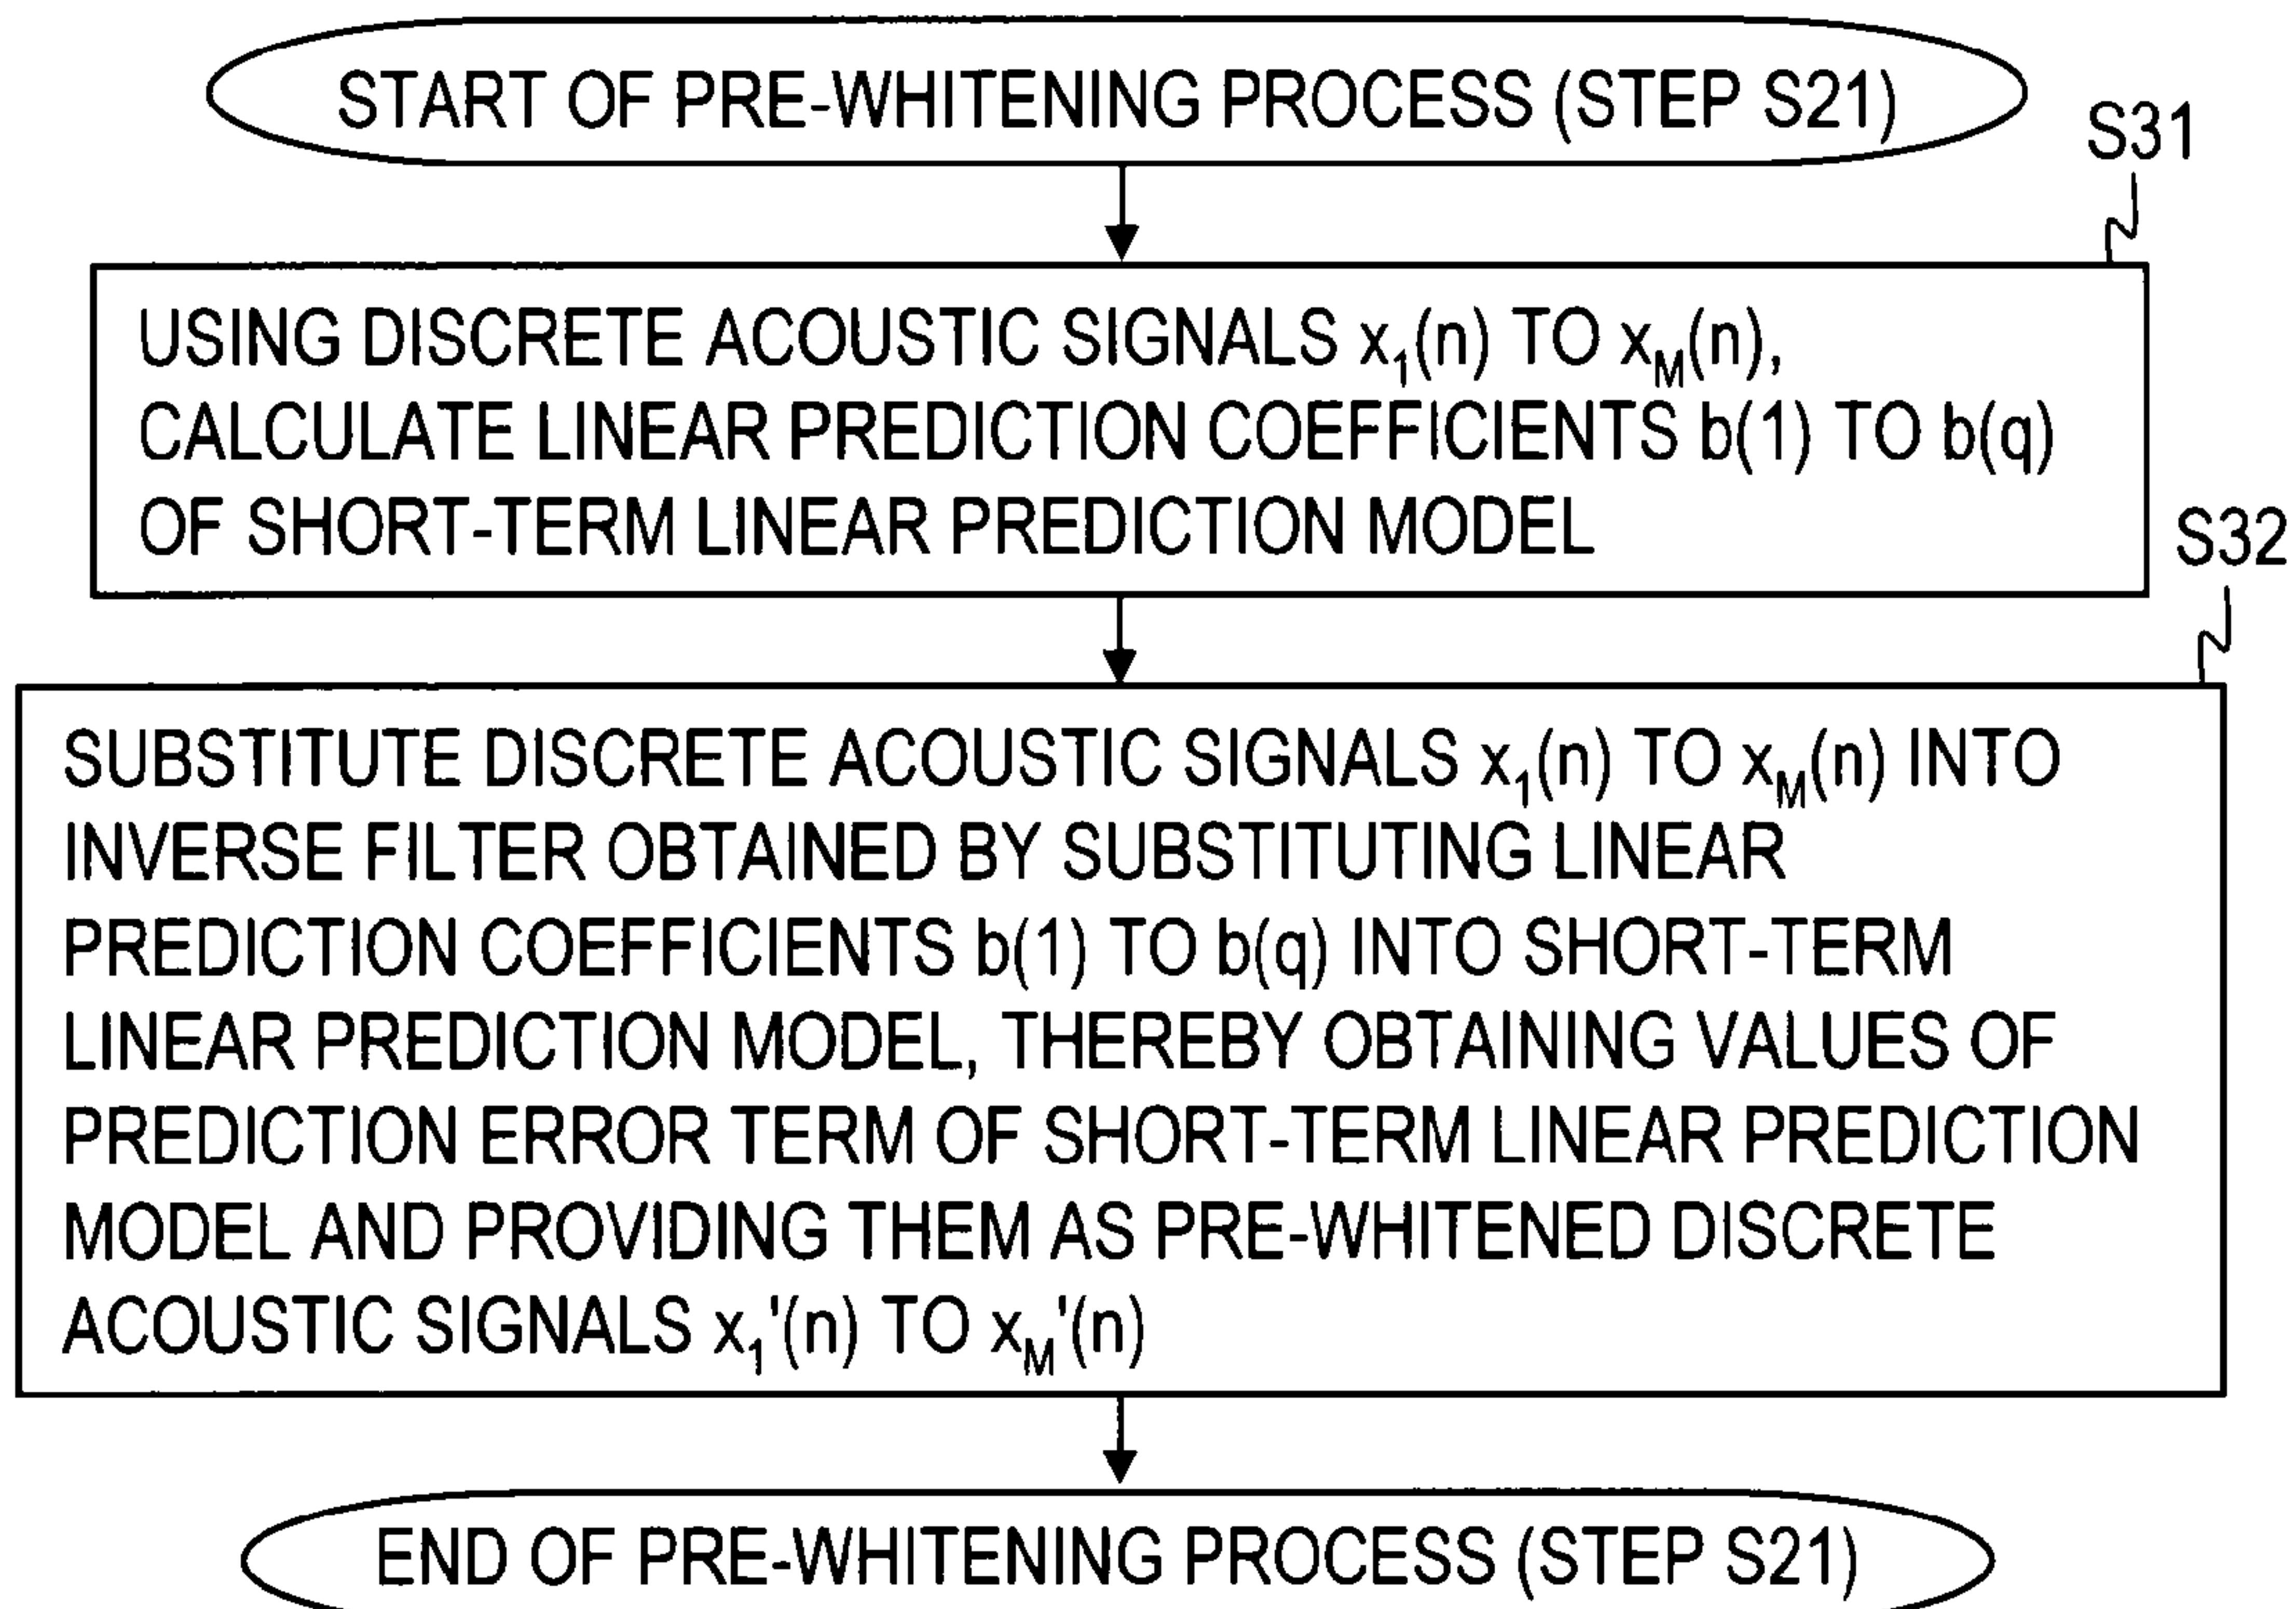 START OF PRE-WHITENING PROCESS (STEP S21)
S31
USING DISCRETE ACOUSTIC SIGNALS x₁(n) TO x_M(n),
CALCULATE LINEAR PREDICTION COEFFICIENTS b(1) TO b(q)
OF SHORT-TERM LINEAR PREDICTION MODEL
S32
SUBSTITUTE DISCRETE ACOUSTIC SIGNALS x₁(n) TO x_M(n) INTO
INVERSE FILTER OBTAINED BY SUBSTITUTING LINEAR
PREDICTION COEFFICIENTS b(1) TO b(q) INTO SHORT-TERM
LINEAR PREDICTION MODEL, THEREBY OBTAINING VALUES OF
PREDICTION ERROR TERM OF SHORT-TERM LINEAR PREDICTION
MODEL AND PROVIDING THEM AS PRE-WHITENED DISCRETE
ACOUSTIC SIGNALS x₁'(n) TO x_M'(n)
END OF PRE-WHITENING PROCESS (STEP S21)